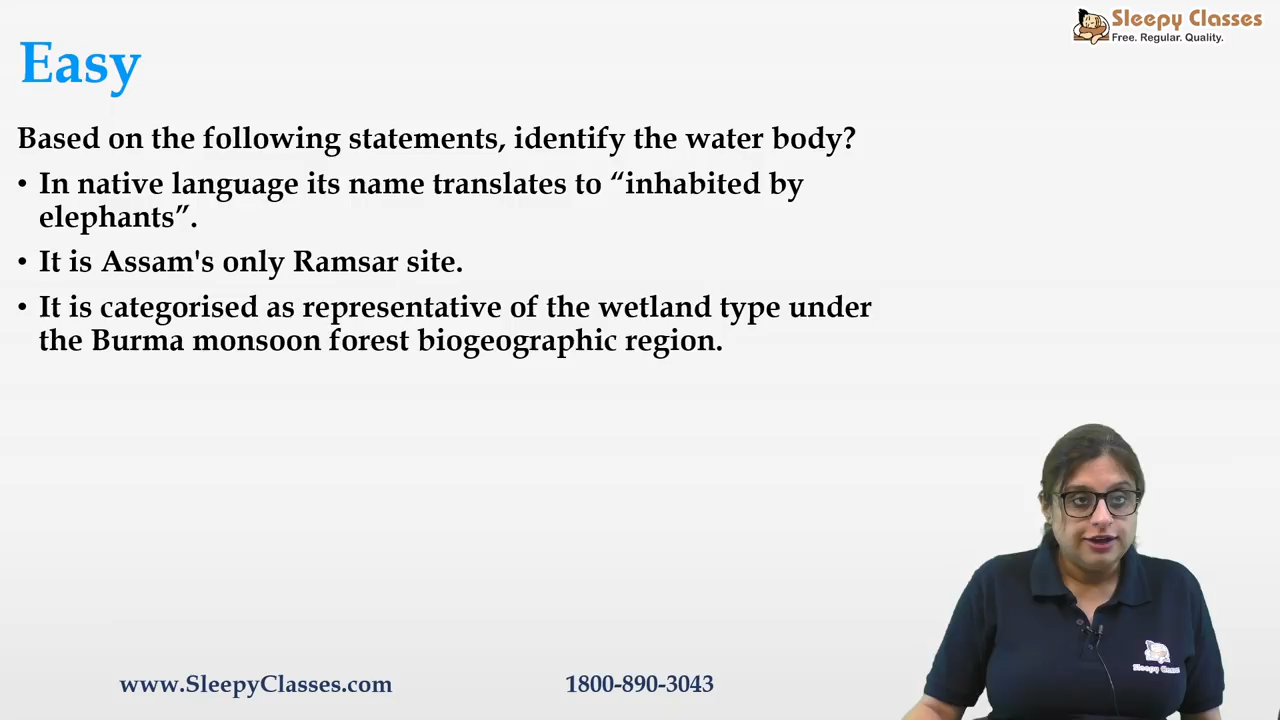 Sleepy Classes
Free. Regular. Quality.
Easy
Based on the following statements, identify the water body?
• In native language its name translates to “inhabited by
elephants”.
• It is Assam's only Ramsar site.
• It is categorised as representative of the wetland type under
the Burma monsoon forest biogeographic region.
Sleepy Classes
www.SleepyClasses.com
1800-890-3043